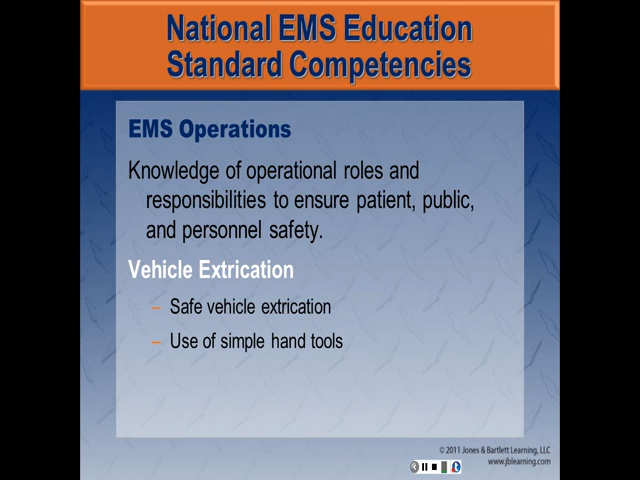 National EMS Education
Standard Competencies
EMS Operations
Knowledge of operational roles and
responsibilities to ensure patient, public,
and personnel safety.
Vehicle Extrication
– Safe vehicle extrication
– Use of simple hand tools
© 2011 Jones & Bartlett Learning, LLC
www.jblearning.com